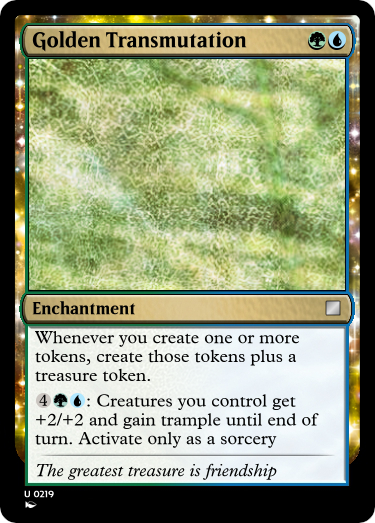 Golden Transmutation
Enchantment
Whenever you create one or more
tokens, create those tokens plus a
treasure token.
4: Creatures you control get
+2/+2 and gain trample until end of
turn. Activate only as a sorcery
The greatest treasure is friendship
U 0219